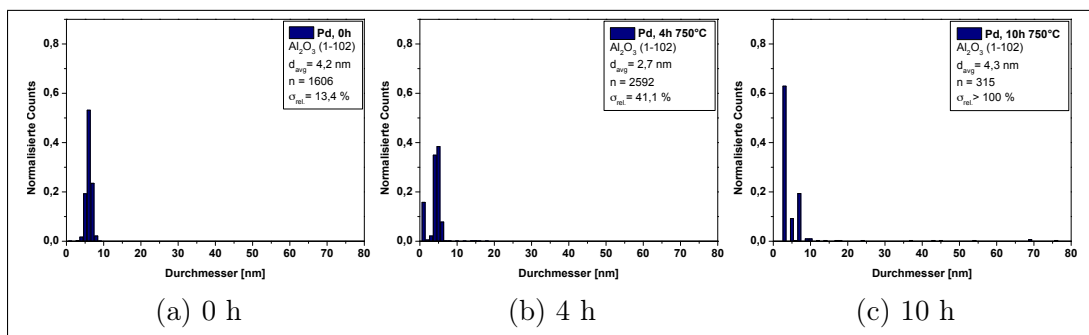 Pd, 0h
Al2O3 (1-102)
davg= 4,2 nm
n = 1606
σrel.= 13,4 %
Normalisierte Counts
0,8
0,6
0,4
0,2
0,0
0 10 20 30 40 50 60 70 80
Durchmesser [nm]
(a) 0 h
Pd, 4h 750°C
Al2O3 (1-102)
davg= 2,7 nm
n = 2592
σrel.= 41,1 %
Normalisierte Counts
0,8
0,6
0,4
0,2
0,0
0 10 20 30 40 50 60 70 80
Durchmesser [nm]
(b) 4 h
Pd, 10h 750°C
Al2O3 (1-102)
davg= 4,3 nm
n = 315
σrel.> 100 %
Normalisierte Counts
0,8
0,6
0,4
0,2
0,0
0 10 20 30 40 50 60 70 80
Durchmesser [nm]
(c) 10 h